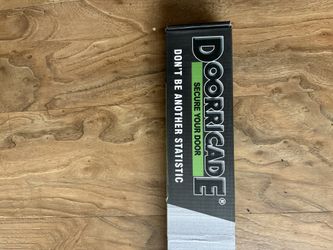 DOORRICADE®
SECURE YOUR DOOR
DON'T BE ANOTHER STATISTIC